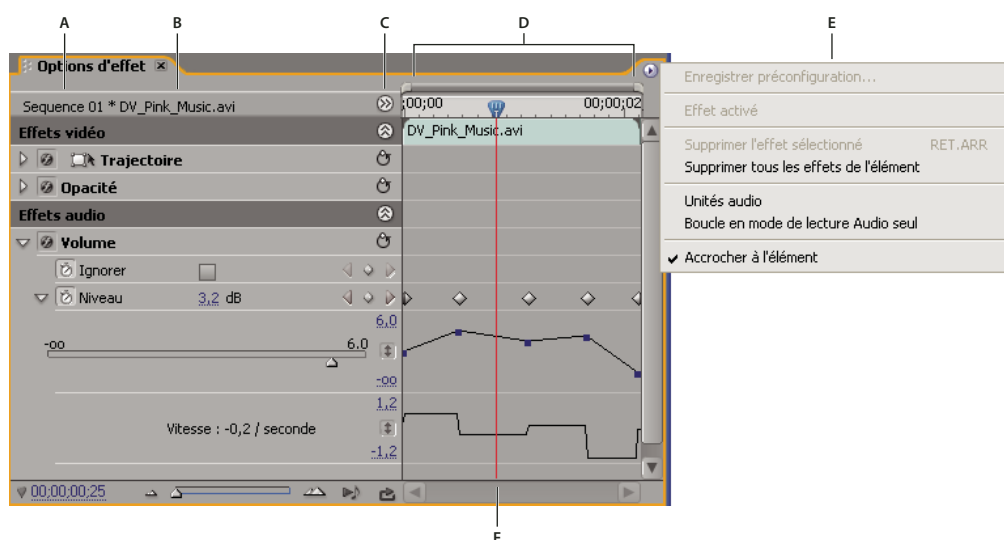 A B C D E
Options d'effet
Sequence 01 * DV_Pink_Music.avi
;00;00 00;00;02
Effets vidéo
DV_Pink_Music.avi
Trajectoire
Opacité
Effets audio
Volume
Ignorer
Niveau 3,2 dB
6,0
-oo 6.0
-oo
1,2
Vitesse : -0,2 / seconde
-1,2
00;00;00;25
Enregistrer préconfiguration...
Effet activé
Supprimer l'effet sélectionné RET.ARR
Supprimer tous les effets de l'élément
Unités audio
Boucle en mode de lecture Audio seul
Accrocher à l'élément
F